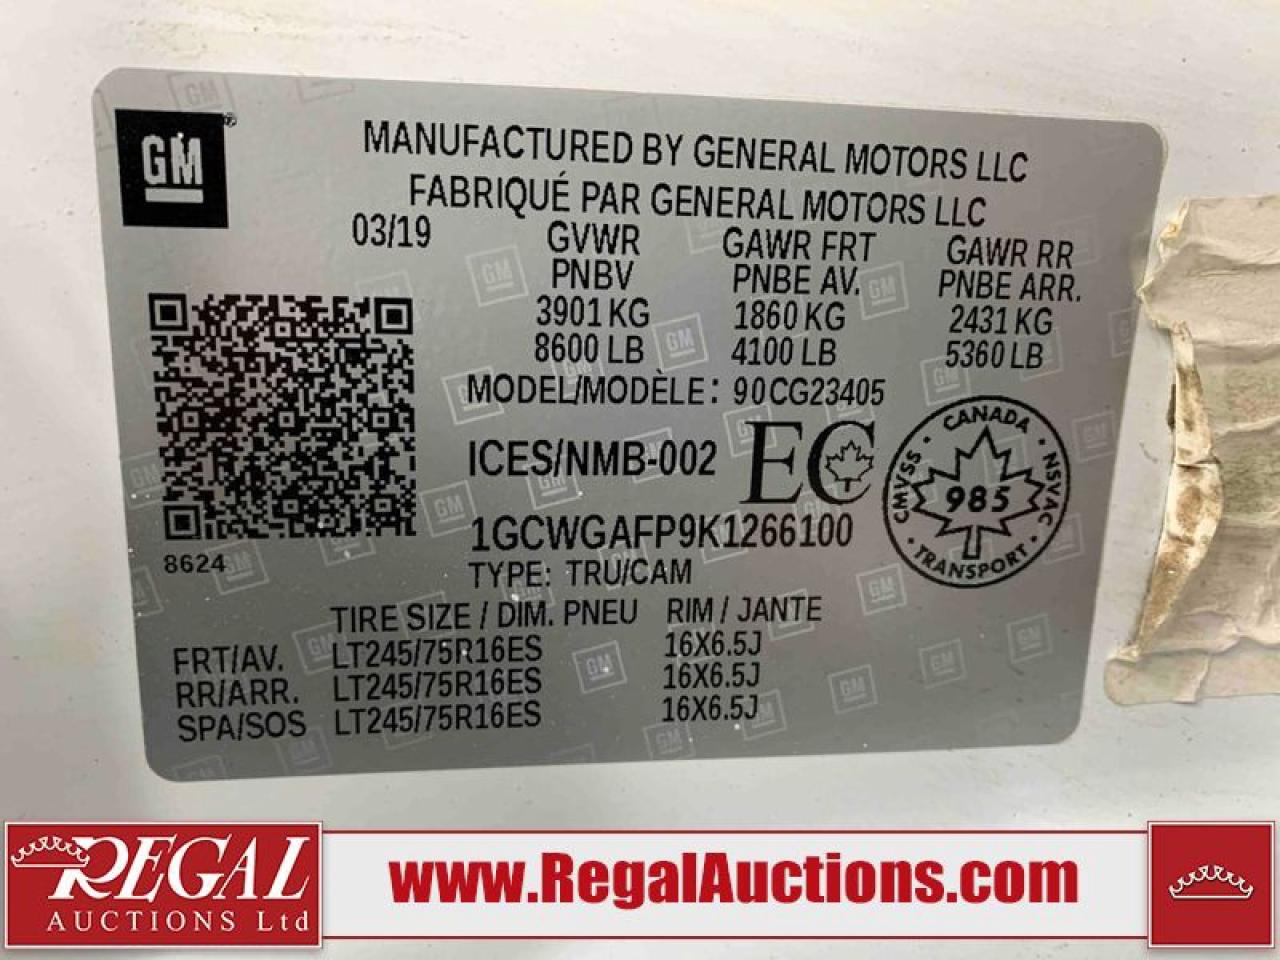 GM®
MANUFACTURED BY GENERAL MOTORS LLC
FABRIQUÉ PAR GENERAL MOTORS LLC
03/19 GVWR GAWR FRT GAWR RR
PNBV PNBE AV. PNBE ARR.
3901 KG 1860 KG 2431 KG
8600 LB 4100 LB 5360 LB
MODEL/MODÈLE: 90CG23405
ICES/NMB-002 EC
CANADA
CMVSS 985 NSVAC
TRANSPORT
1GCWGAFP9K1266100
8624
TYPE: TRU/CAM
TIRE SIZE / DIM. PNEU RIM / JANTE
FRT/AV. LT245/75R16ES 16X6.5J
RR/ARR. LT245/75R16ES 16X6.5J
SPA/SOS LT245/75R16ES 16X6.5J
REGAL
AUCTIONS Ltd
www.RegalAuctions.com